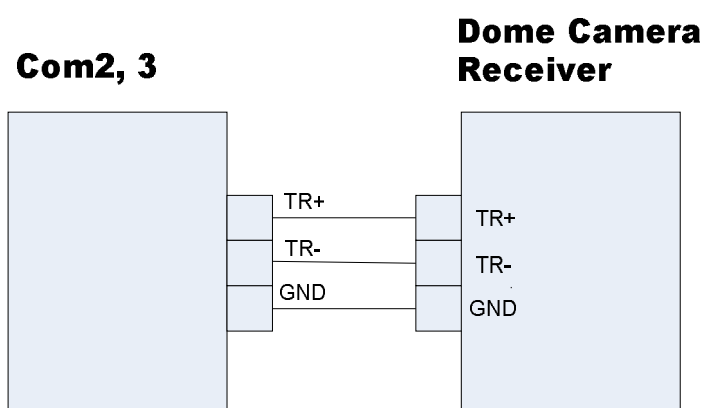 Com2, 3
Dome Camera
Receiver
TR+
TR+
TR-
TR-
GND
GND